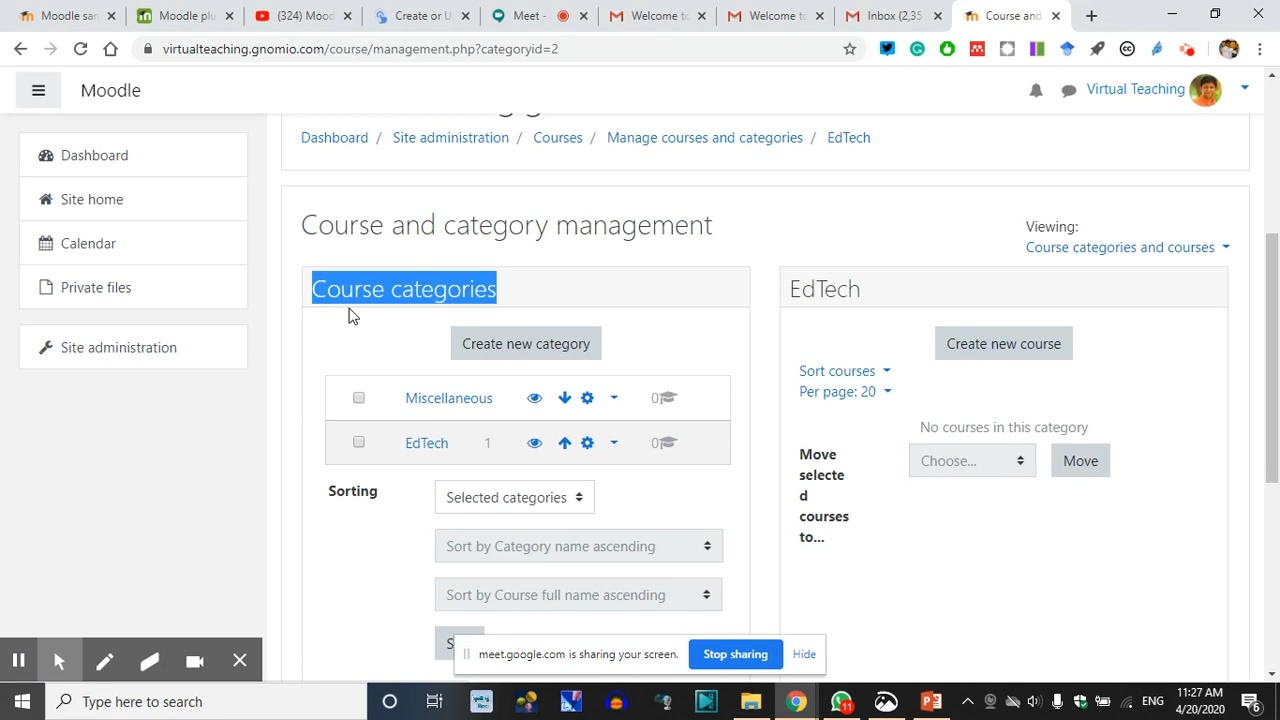 Moodle sar
Moodle plu
(324) Mood
Create or U
Meet -
Welcome to
Welcome to
Inbox (2,35
Course and
virtualteaching.gnomio.com/course/management.php?categoryid=2
Moodle
Virtual Teaching
Dashboard
Site home
Calendar
Private files
Site administration
Dashboard / Site administration / Courses / Manage courses and categories / EdTech
Course and category management
Viewing:
Course categories and courses
Course categories
Create new category
Miscellaneous 0
EdTech 1 0
Sorting
Selected categories
Sort by Category name ascending
Sort by Course full name ascending
EdTech
Create new course
Sort courses
Per page: 20
No courses in this category
Move
selecte
d
courses
to...
Choose...
Move
meet.google.com is sharing your screen.
Stop sharing
Hide
Type here to search
11
ENG
11:27 AM
4/20/2020
6